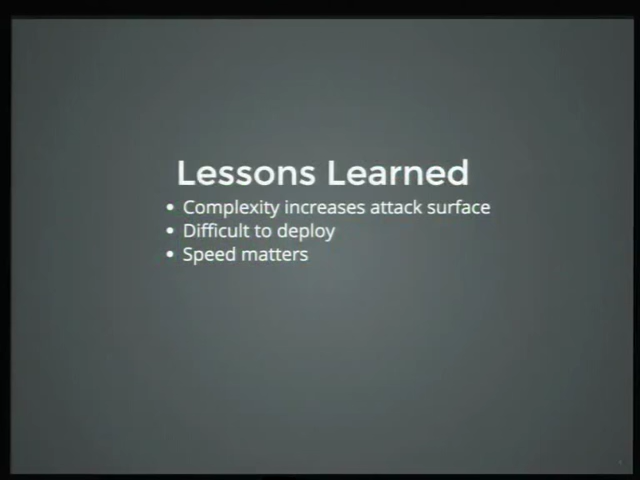 Lessons Learned
• Complexity increases attack surface
• Difficult to deploy
• Speed matters